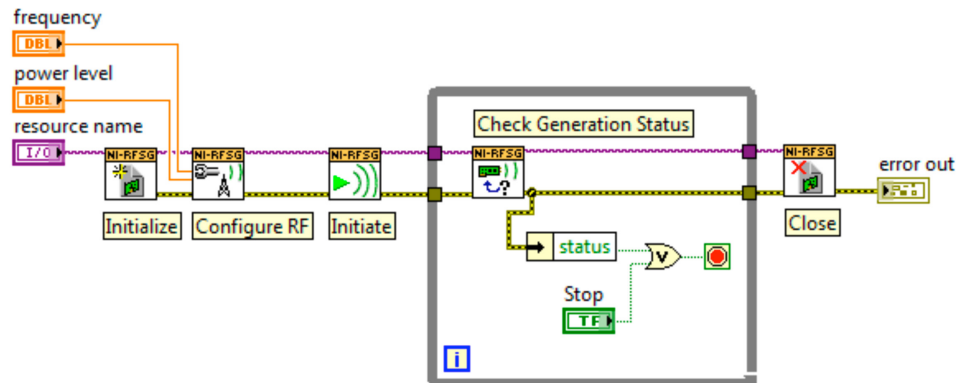 frequency
DBL
power level
DBL
resource name
I/O
NI-RFSG
NI-RFSG
NI-RFSG
Check Generation Status
NI-RFSG
NI-RFSG
error out
Initialize
Configure RF
Initiate
Close
?
status
V
Stop
TF
i